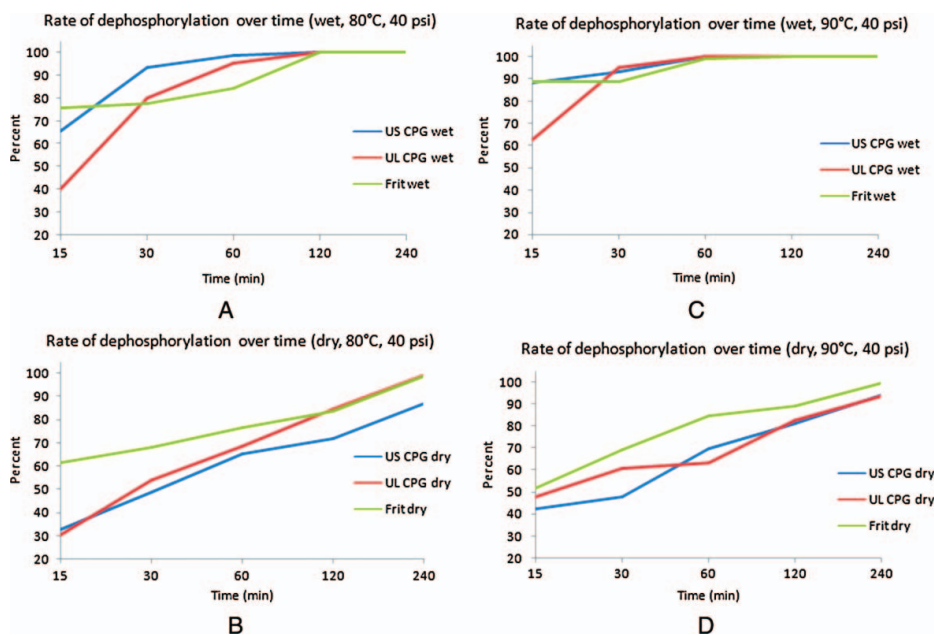 Rate of dephosphorylation over time (wet, 80°C, 40 psi)
100
90
80
70
60
50
40
30
20
Percent
US CPG wet
UL CPG wet
Frit wet
15 30 60 120 240
Time (min)
A
Rate of dephosphorylation over time (wet, 90°C, 40 psi)
100
90
80
70
60
50
40
30
20
Percent
US CPG wet
UL CPG wet
Frit wet
15 30 60 120 240
Time (min)
C
Rate of dephosphorylation over time (dry, 80°C, 40 psi)
100
90
80
70
60
50
40
30
20
Percent
US CPG dry
UL CPG dry
Frit dry
15 30 60 120 240
Time (min)
B
Rate of dephosphorylation over time (dry, 90°C, 40 psi)
100
90
80
70
60
50
40
30
20
Percent
US CPG dry
UL CPG dry
Frit dry
15 30 60 120 240
Time (min)
D